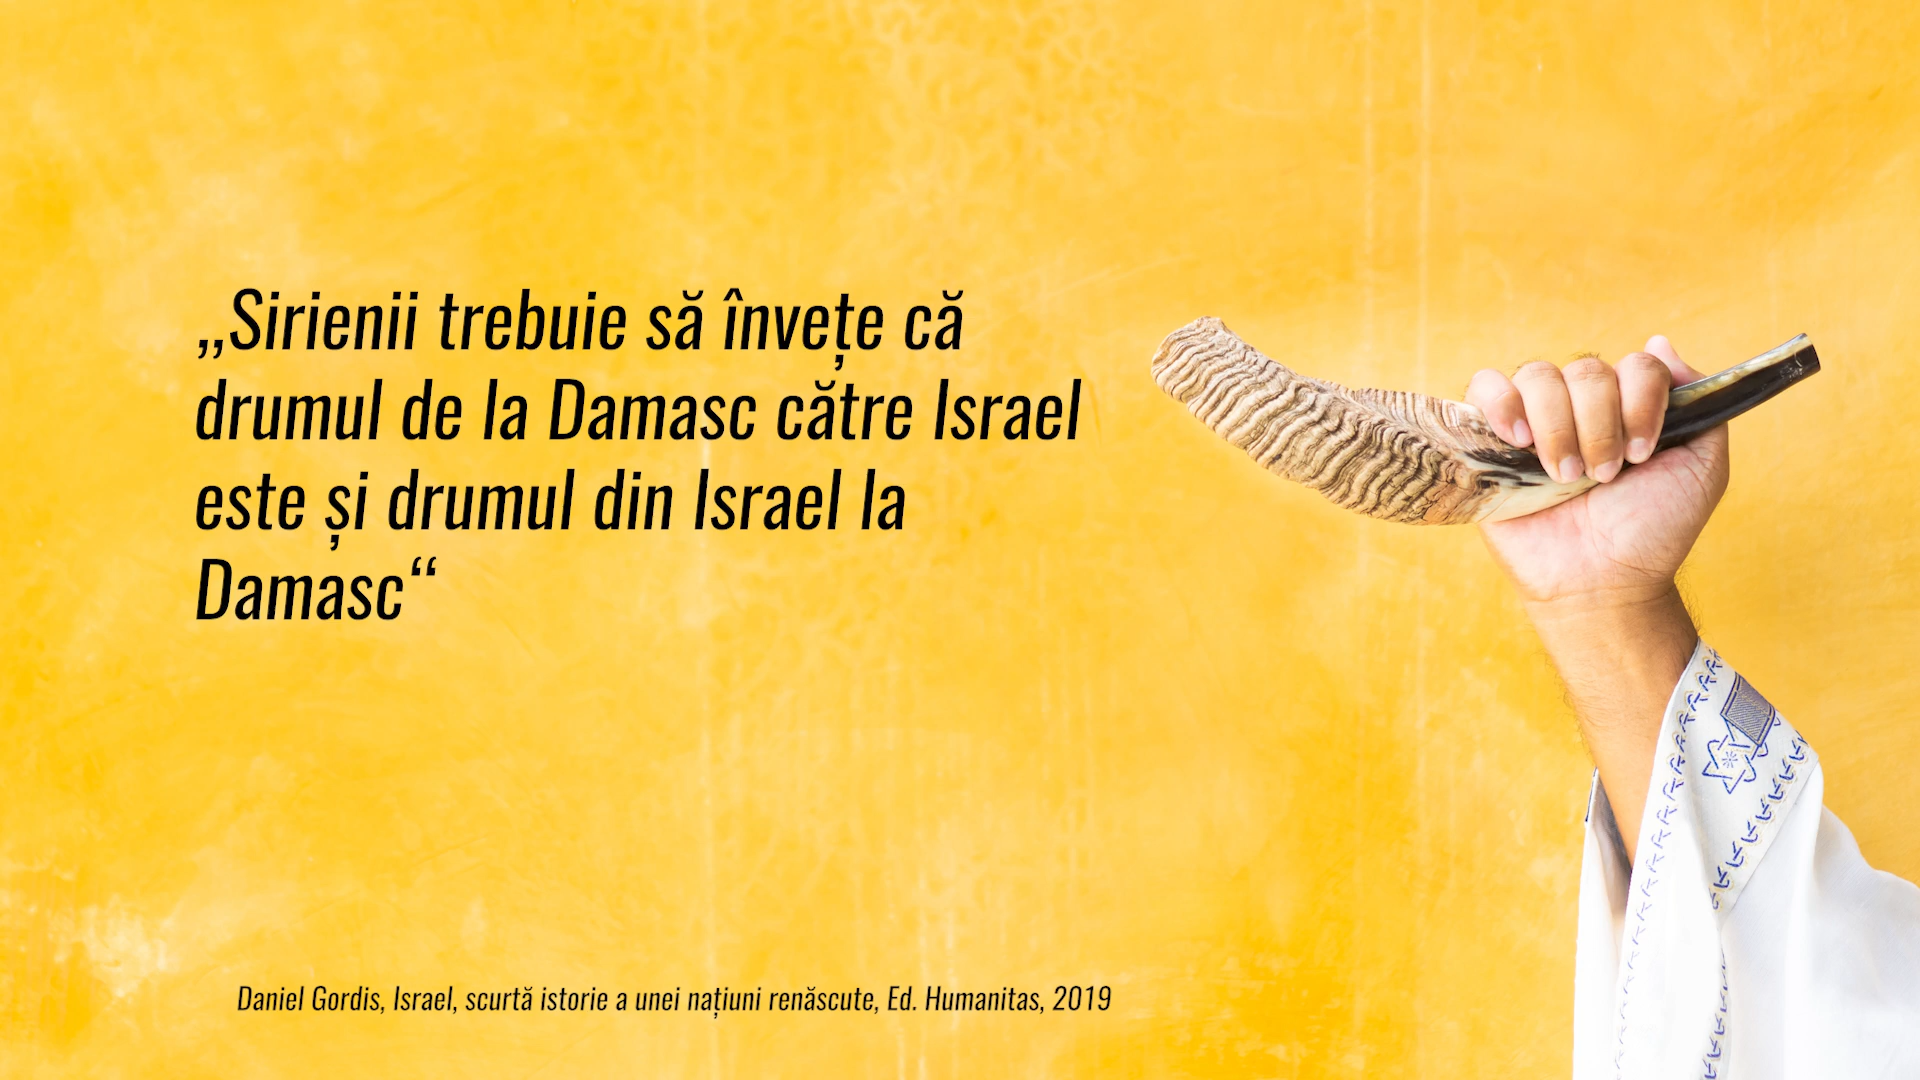 „Sirienii trebuie să învețe că
drumul de la Damasc către Israel
este și drumul din Israel la
Damasc“
Daniel Gordis, Israel, scurtă istorie a unei națiuni renăscute, Ed. Humanitas, 2019